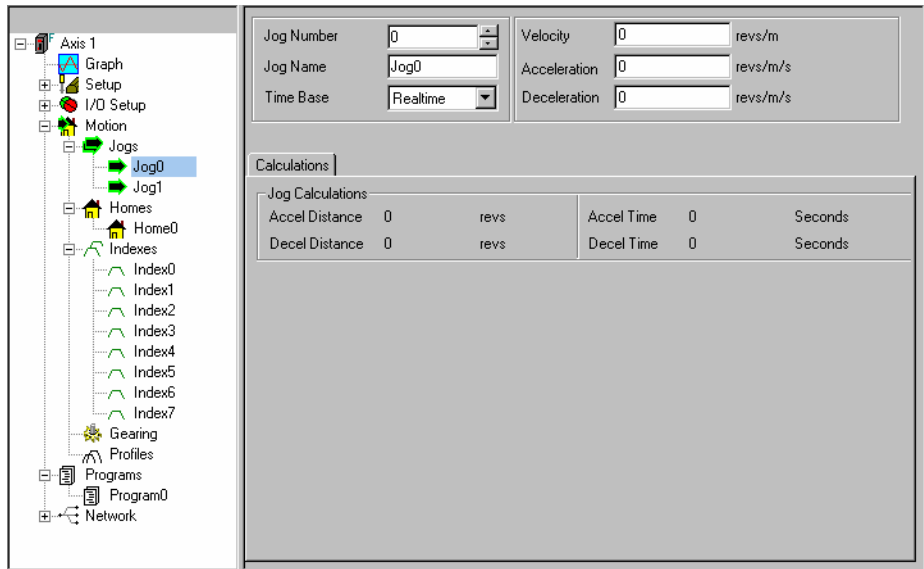 Axis 1
Graph
Setup
I/O Setup
Motion
Jogs
Jog0
Jog1
Homes
Home0
Indexes
Index0
Index1
Index2
Index3
Index4
Index5
Index6
Index7
Gearing
Profiles
Programs
Program0
Network
Jog Number 0
Jog Name Jog0
Time Base Realtime
Velocity 0 revs/m
Acceleration 0 revs/m/s
Deceleration 0 revs/m/s
Calculations
Jog Calculations
Accel Distance 0 revs Accel Time 0 Seconds
Decel Distance 0 revs Decel Time 0 Seconds